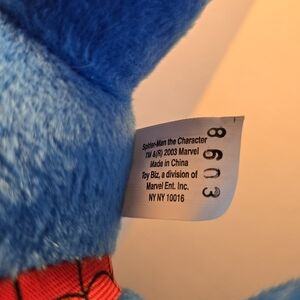 Spider-Man the Character
TM &(R) 2003 Marvel
Made in China
Toy Biz, a division of
Marvel Ent. Inc.
NY NY 10016
8603